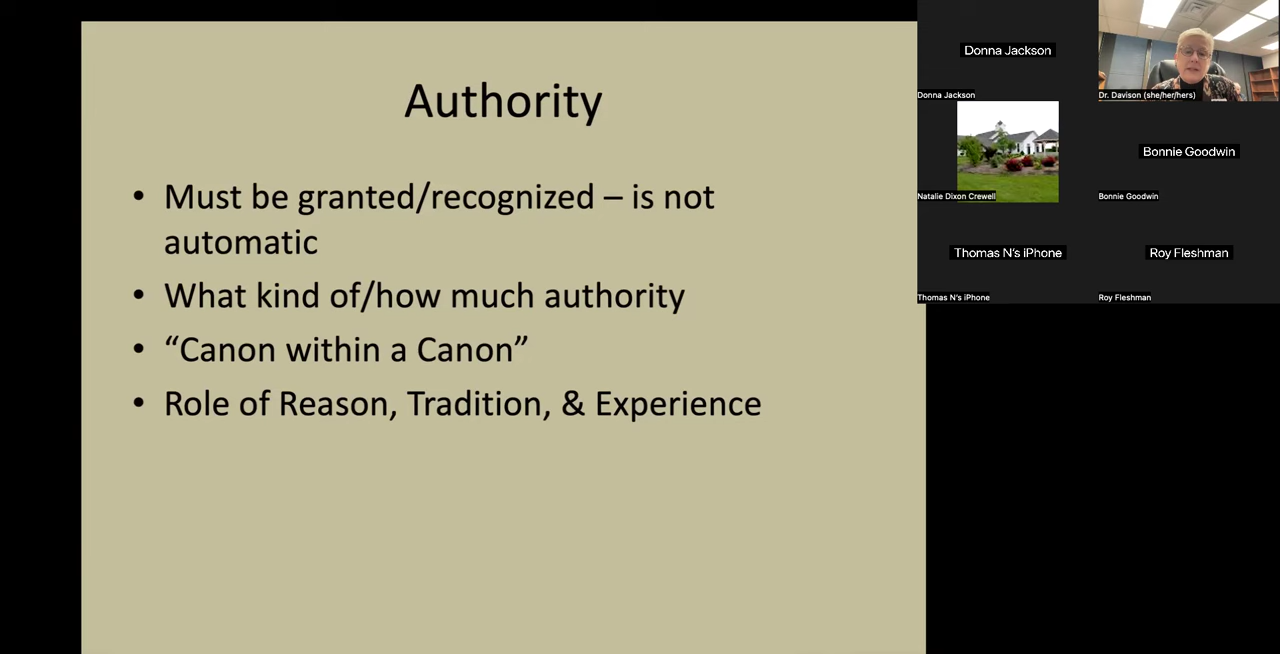 Authority
• Must be granted/recognized – is not
automatic
• What kind of/how much authority
• “Canon within a Canon”
• Role of Reason, Tradition, & Experience
Donna Jackson
Donna Jackson
Dr. Davison (she/her/hers)
Natalie Dixon Crewell
Bonnie Goodwin
Bonnie Goodwin
Thomas N's iPhone
Thomas N's iPhone
Roy Fleshman
Roy Fleshman